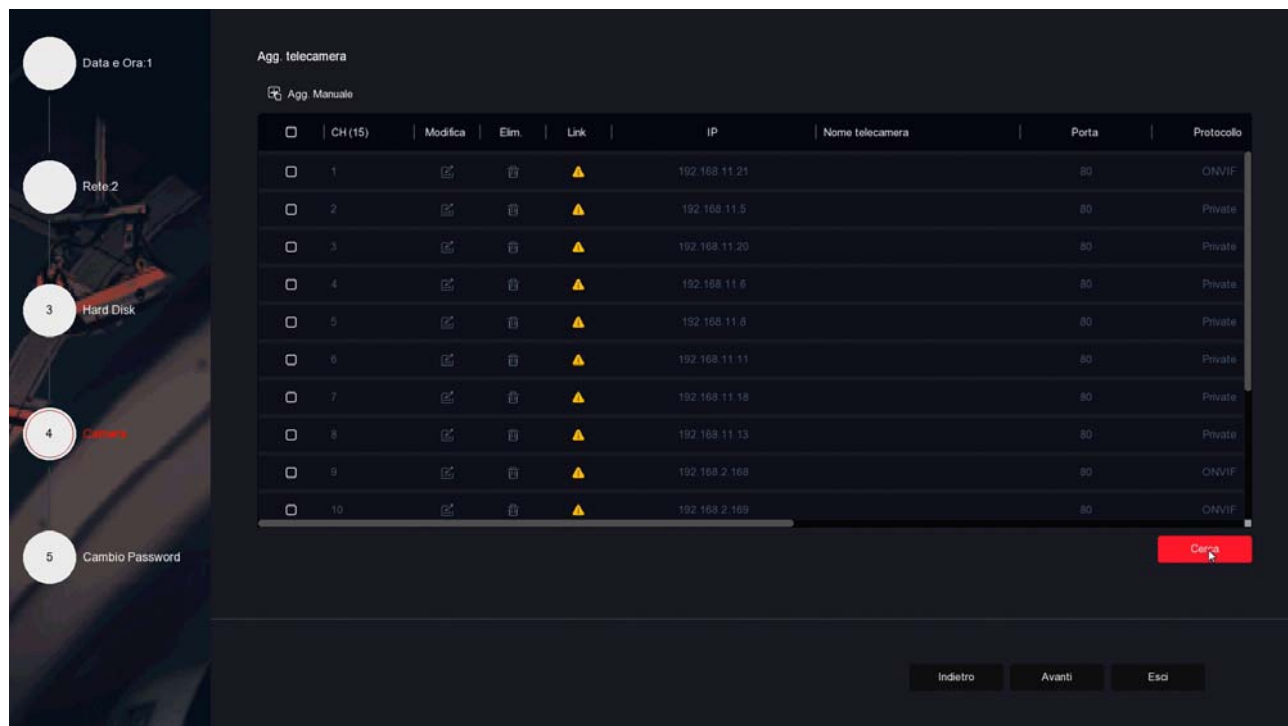 Data e Ora:1
Rete:2
3 Hard Disk
4 Camera
5 Cambio Password
Agg. telecamera
Agg. Manuale
CH (15) Modifica Elim. Link IP Nome telecamera Porta Protocollo
1 192.168.11.21 80 ONVIF
2 192.168.11.5 80 Private
3 192.168.11.20 80 Private
4 192.168.11.6 80 Private
5 192.168.11.8 80 Private
6 192.168.11.11 80 Private
7 192.168.11.18 80 Private
8 192.168.11.13 80 Private
9 192.168.2.168 80 ONVIF
10 192.168.2.169 80 ONVIF
Cerca
Indietro Avanti Esci